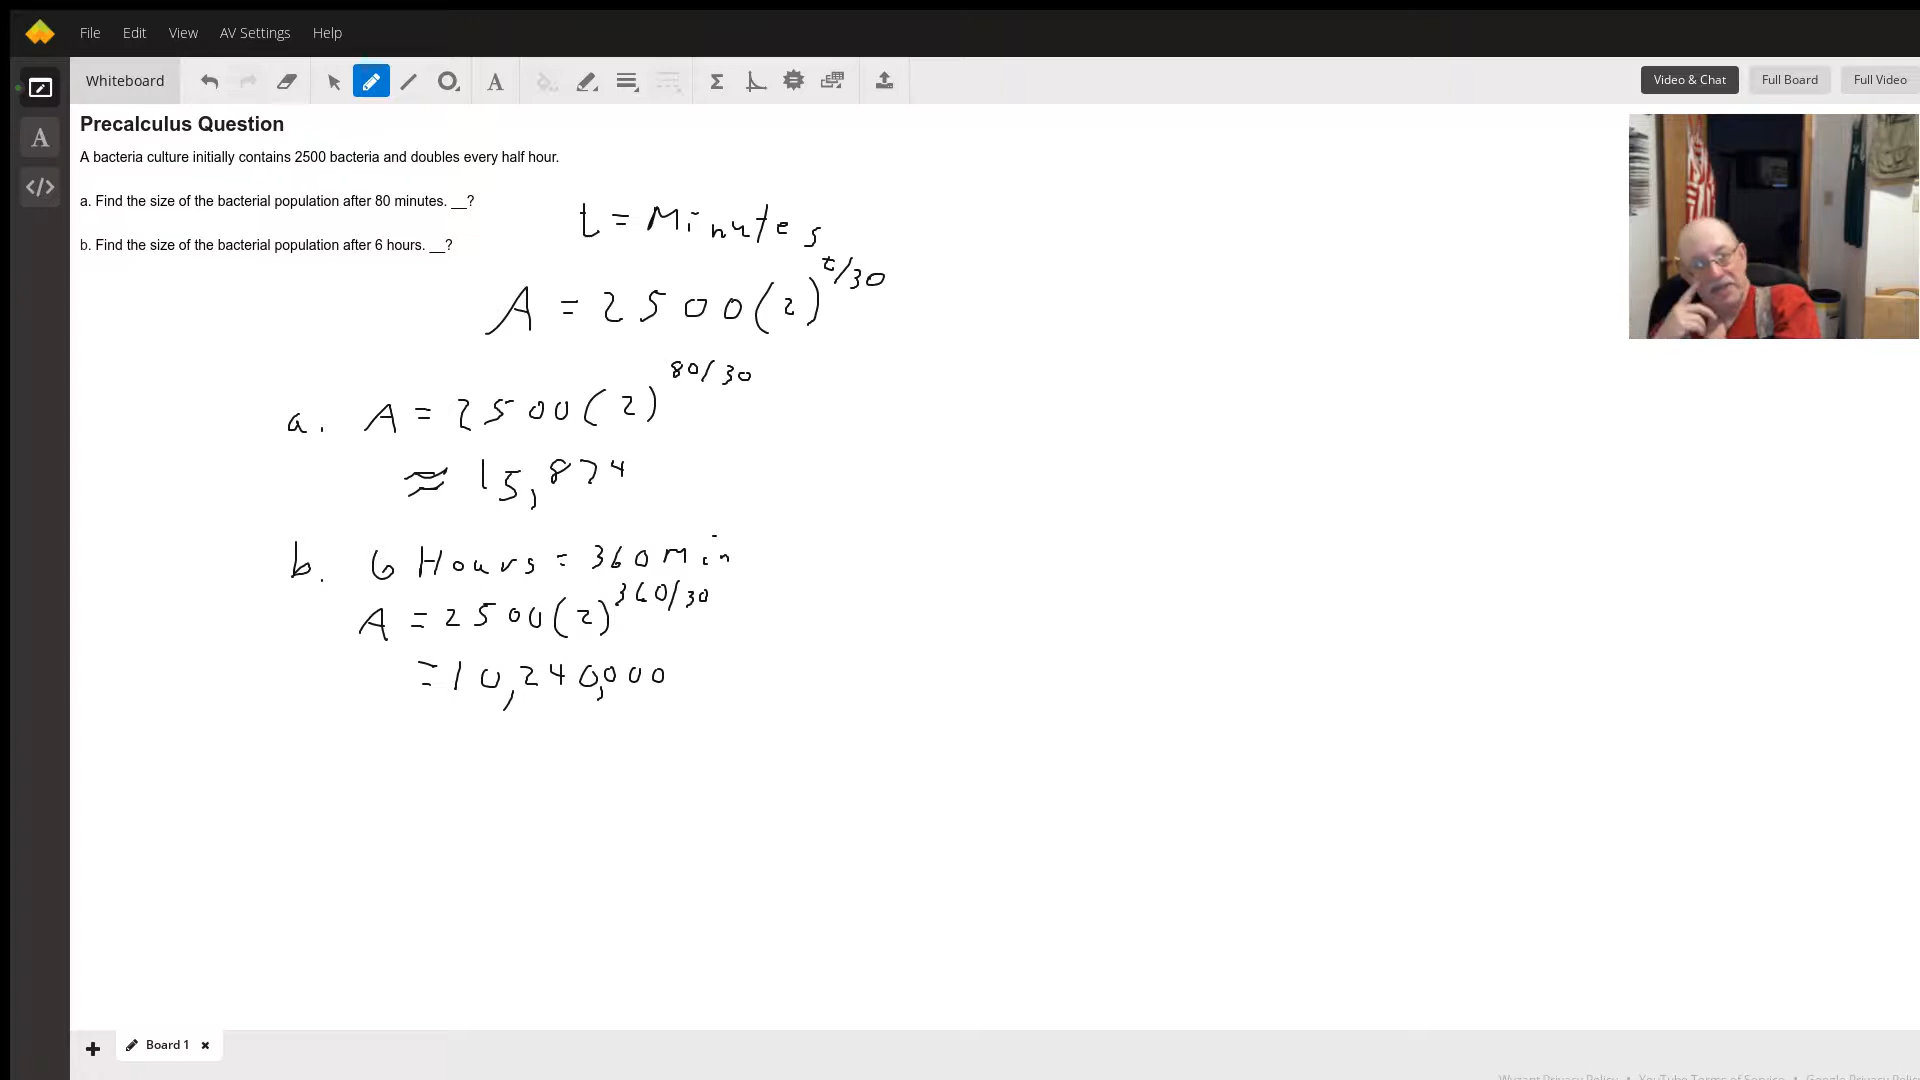 File Edit View AV Settings Help
Whiteboard
Video & Chat Full Board Full Video
Precalculus Question
A bacteria culture initially contains 2500 bacteria and doubles every half hour.
a. Find the size of the bacterial population after 80 minutes. __?
b. Find the size of the bacterial population after 6 hours. __?
t = Minutes
A = 2500(2)^t/30
a. A = 2500(2)^80/30
≈ 15,874
b. 6 Hours = 360 Min
A = 2500(2)^360/30
= 10,240,000
Board 1